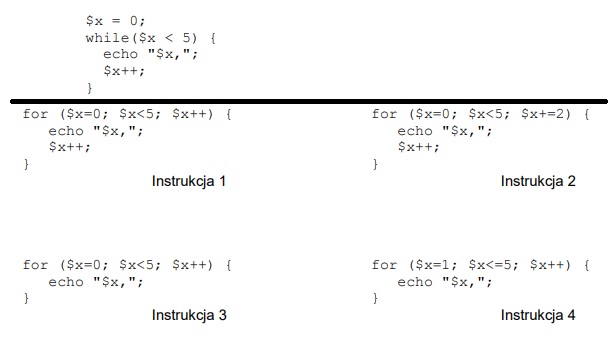 $x = 0;
while($x < 5) {
echo "$x,";
$x++;
}
for ($x=0; $x<5; $x++) {
echo "$x,";
$x++;
}
Instrukcja 1
for ($x=0; $x<5; $x+=2) {
echo "$x,";
$x++;
}
Instrukcja 2
for ($x=0; $x<5; $x++) {
echo "$x,";
}
Instrukcja 3
for ($x=1; $x<=5; $x++) {
echo "$x,";
}
Instrukcja 4